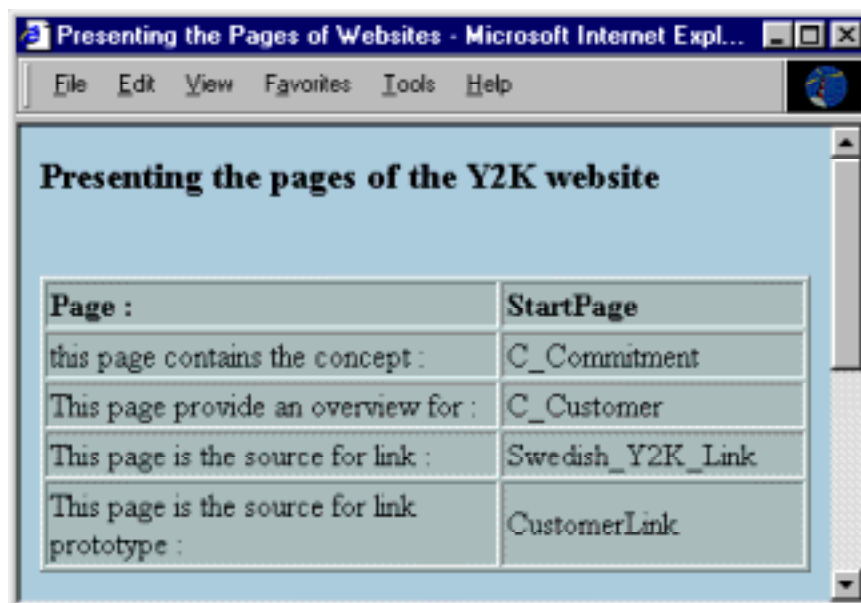 Presenting the Pages of Websites - Microsoft Internet Expl...
File Edit View Favorites Tools Help
Presenting the pages of the Y2K website
Page : StartPage
this page contains the concept : C_Commitment
This page provide an overview for : C_Customer
This page is the source for link : Swedish_Y2K_Link
This page is the source for link
prototype : CustomerLink